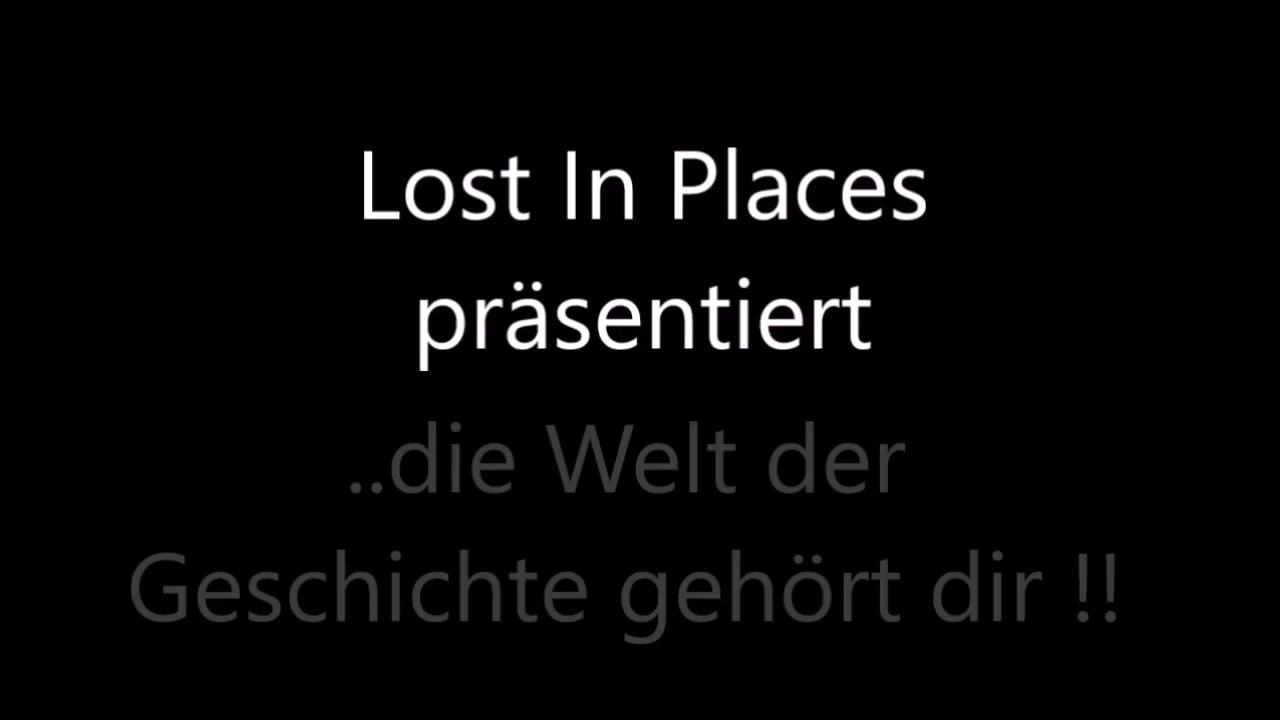 Lost In Places
präsentiert
..die Welt der
Geschichte gehört dir !!